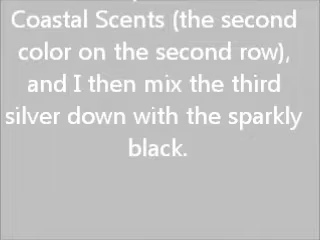 Coastal Scents (the second
color on the second row),
and I then mix the third
silver down with the sparkly
black.